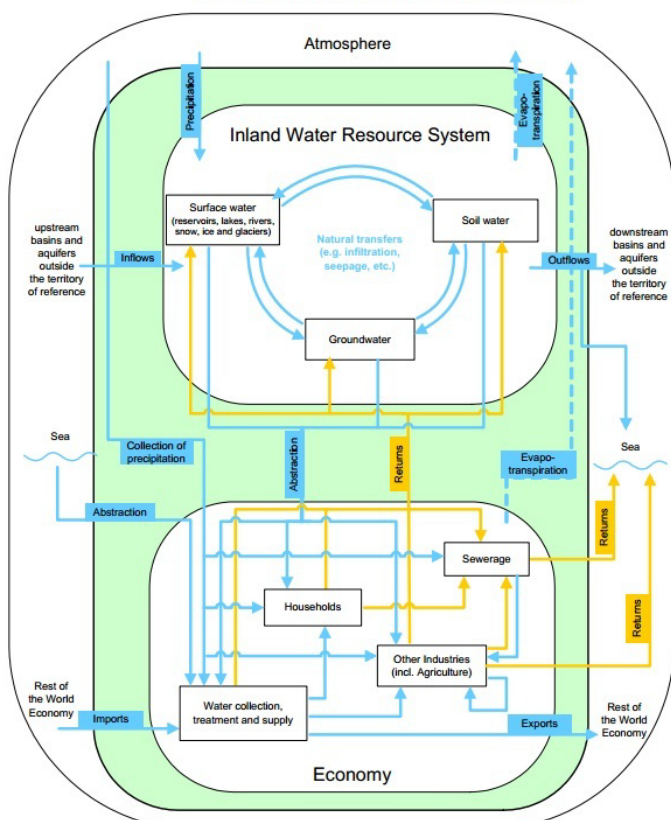 Atmosphere
Precipitation
Evapo-
transpiration
Inland Water Resource System
Surface water
(reservoirs, lakes, rivers,
snow, ice and glaciers)
Soil water
Natural transfers
(e.g. infiltration,
seepage, etc.)
Groundwater
upstream
basins and
aquifers
outside
the territory
of reference
Inflows
Outflows
downstream
basins and
aquifers
outside
the territory
of reference
Sea
Collection of
precipitation
Abstraction
Abstraction
Returns
Evapo-
transpiration
Sea
Returns
Returns
Sewerage
Households
Other Industries
(incl. Agriculture)
Water collection,
treatment and supply
Rest of
the World
Economy
Imports
Exports
Rest of
the World
Economy
Economy